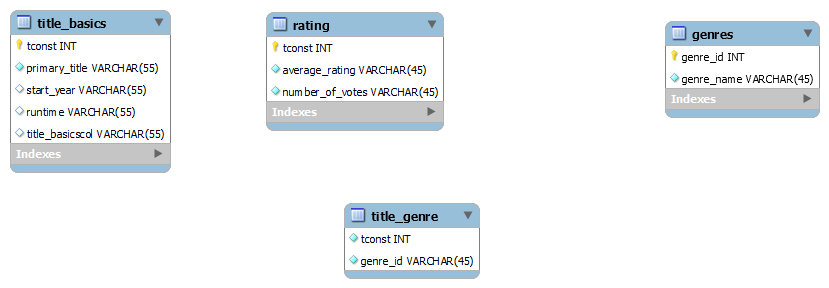 title_basics
tconst INT
primary_title VARCHAR(55)
start_year VARCHAR(55)
runtime VARCHAR(55)
title_basicscol VARCHAR(55)
Indexes
rating
tconst INT
average_rating VARCHAR(45)
number_of_votes VARCHAR(45)
Indexes
genres
genre_id INT
genre_name VARCHAR(45)
Indexes
title_genre
tconst INT
genre_id VARCHAR(45)